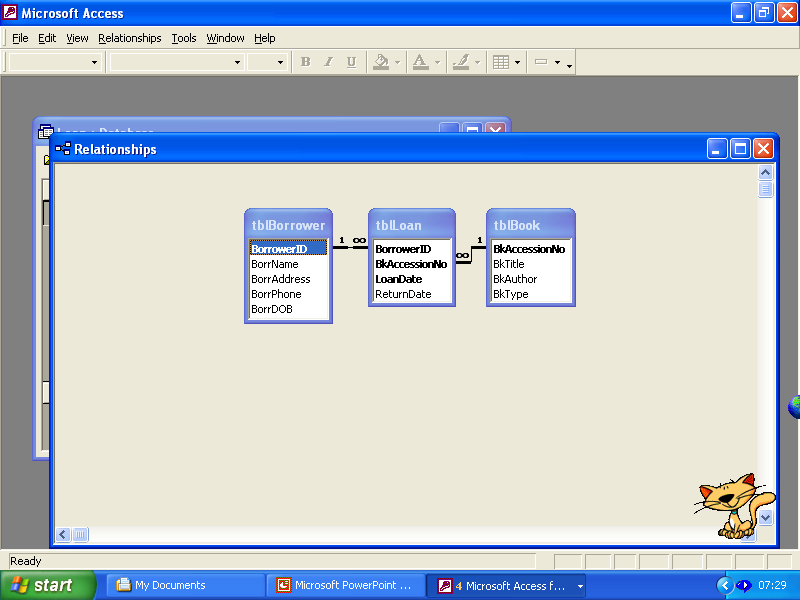 Microsoft Access
File Edit View Relationships Tools Window Help
B I U A
Loan : Database
Relationships
tblBorrower
BorrowerID
BorrName
BorrAddress
BorrPhone
BorrDOB
1 ∞
tblLoan
BorrowerID
BkAccessionNo
LoanDate
ReturnDate
∞ 1
tblBook
BkAccessionNo
BkTitle
BkAuthor
BkType
Ready
start My Documents Microsoft PowerPoint ... 4 Microsoft Access f... 07:29